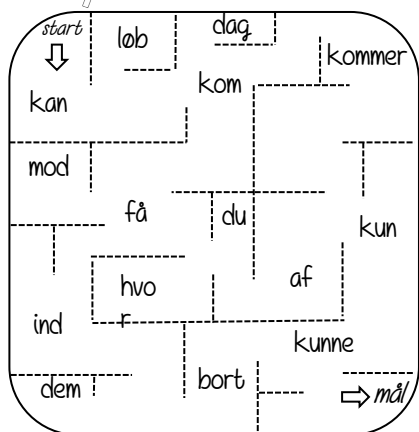 start
løb
dag
kommer
kom
kan
mod
få
du
kun
hvo
r
af
ind
kunne
dem
bort
mål